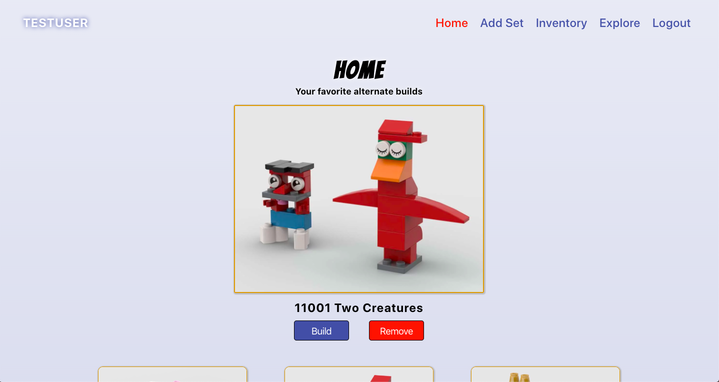 TESTUSER
Home Add Set Inventory Explore Logout
HOME
Your favorite alternate builds
11001 Two Creatures
Build Remove